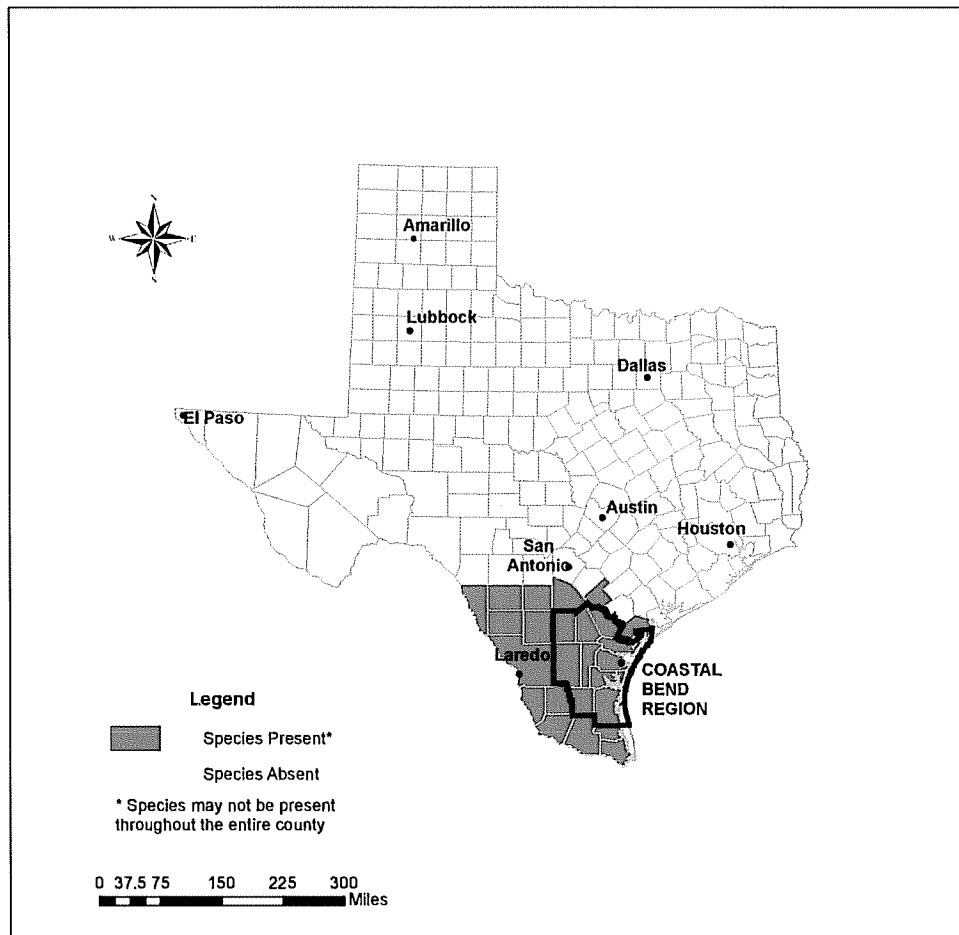 N
W
E
S
Amarillo
Lubbock
Dallas
El Paso
Austin
Houston
San
Antonio
Laredo
COASTAL
BEND
REGION
Legend
Species Present*
Species Absent
* Species may not be present
throughout the entire county
0 37.5 75 150 225 300
Miles